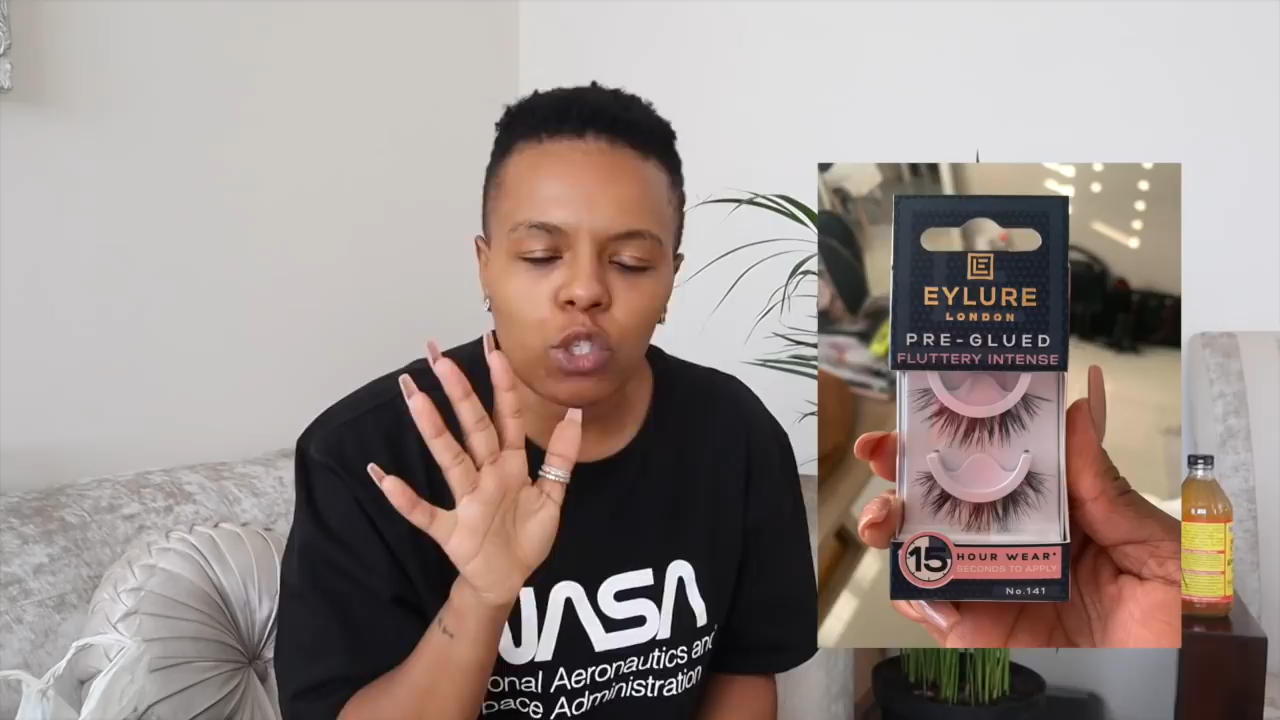 NASA
onal Aeronautics and
pace Administration
EYLURE
LONDON
PRE-GLUED
FLUTTERY INTENSE
15 HOUR WEAR*
SECONDS TO APPLY
No.141